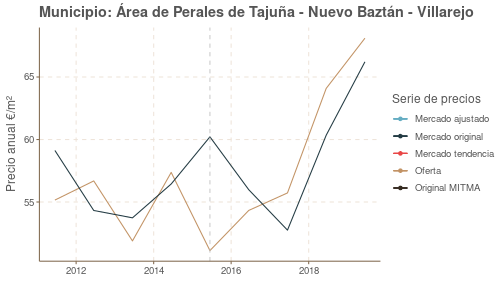 Municipio: Área de Perales de Tajuña - Nuevo Baztán - Villarejo
Precio anual €/m²
65
60
55
2012
2014
2016
2018
Serie de precios
Mercado ajustado
Mercado original
Mercado tendencia
Oferta
Original MITMA